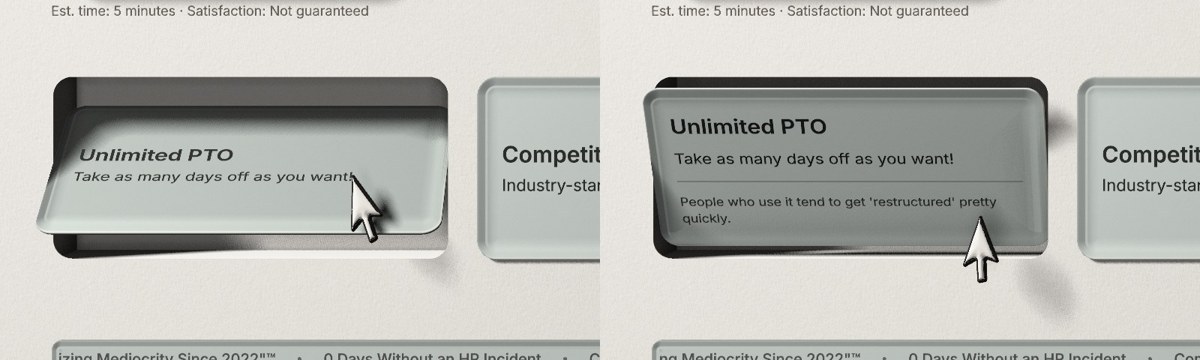 Est. time: 5 minutes · Satisfaction: Not guaranteed
Est. time: 5 minutes · Satisfaction: Not guaranteed
Unlimited PTO
Take as many days off as you want!
Competit
Industry-star
Unlimited PTO
Take as many days off as you want!
People who use it tend to get 'restructured' pretty
quickly.
Competit
Industry-star
izing Mediocrity Since 2022"™ • 0 Days Without an HR Incident • C
ng Mediocrity Since 2022"™ • 0 Days Without an HR Incident • Co